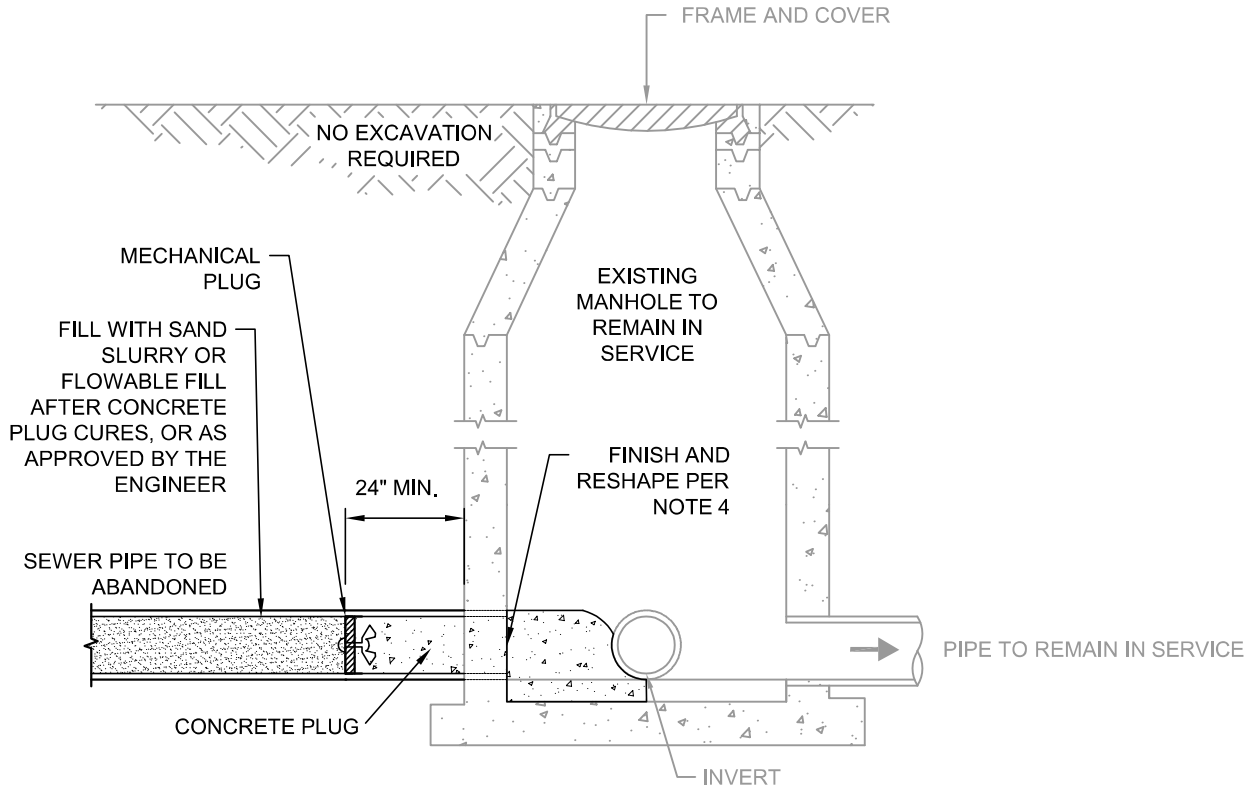 FRAME AND COVER
NO EXCAVATION
REQUIRED
MECHANICAL
PLUG
EXISTING
MANHOLE TO
REMAIN IN
SERVICE
FILL WITH SAND
SLURRY OR
FLOWABLE FILL
AFTER CONCRETE
PLUG CURES, OR AS
APPROVED BY THE
ENGINEER
FINISH AND
RESHAPE PER
NOTE 4
24" MIN.
SEWER PIPE TO BE
ABANDONED
PIPE TO REMAIN IN SERVICE
CONCRETE PLUG
INVERT